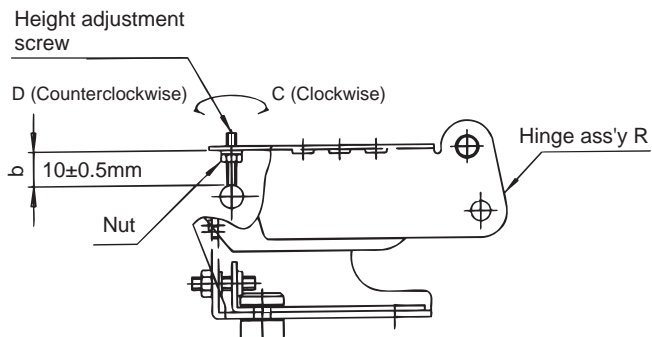 Height adjustment
screw
D (Counterclockwise)
C (Clockwise)
Hinge ass'y R
b
10±0.5mm
Nut